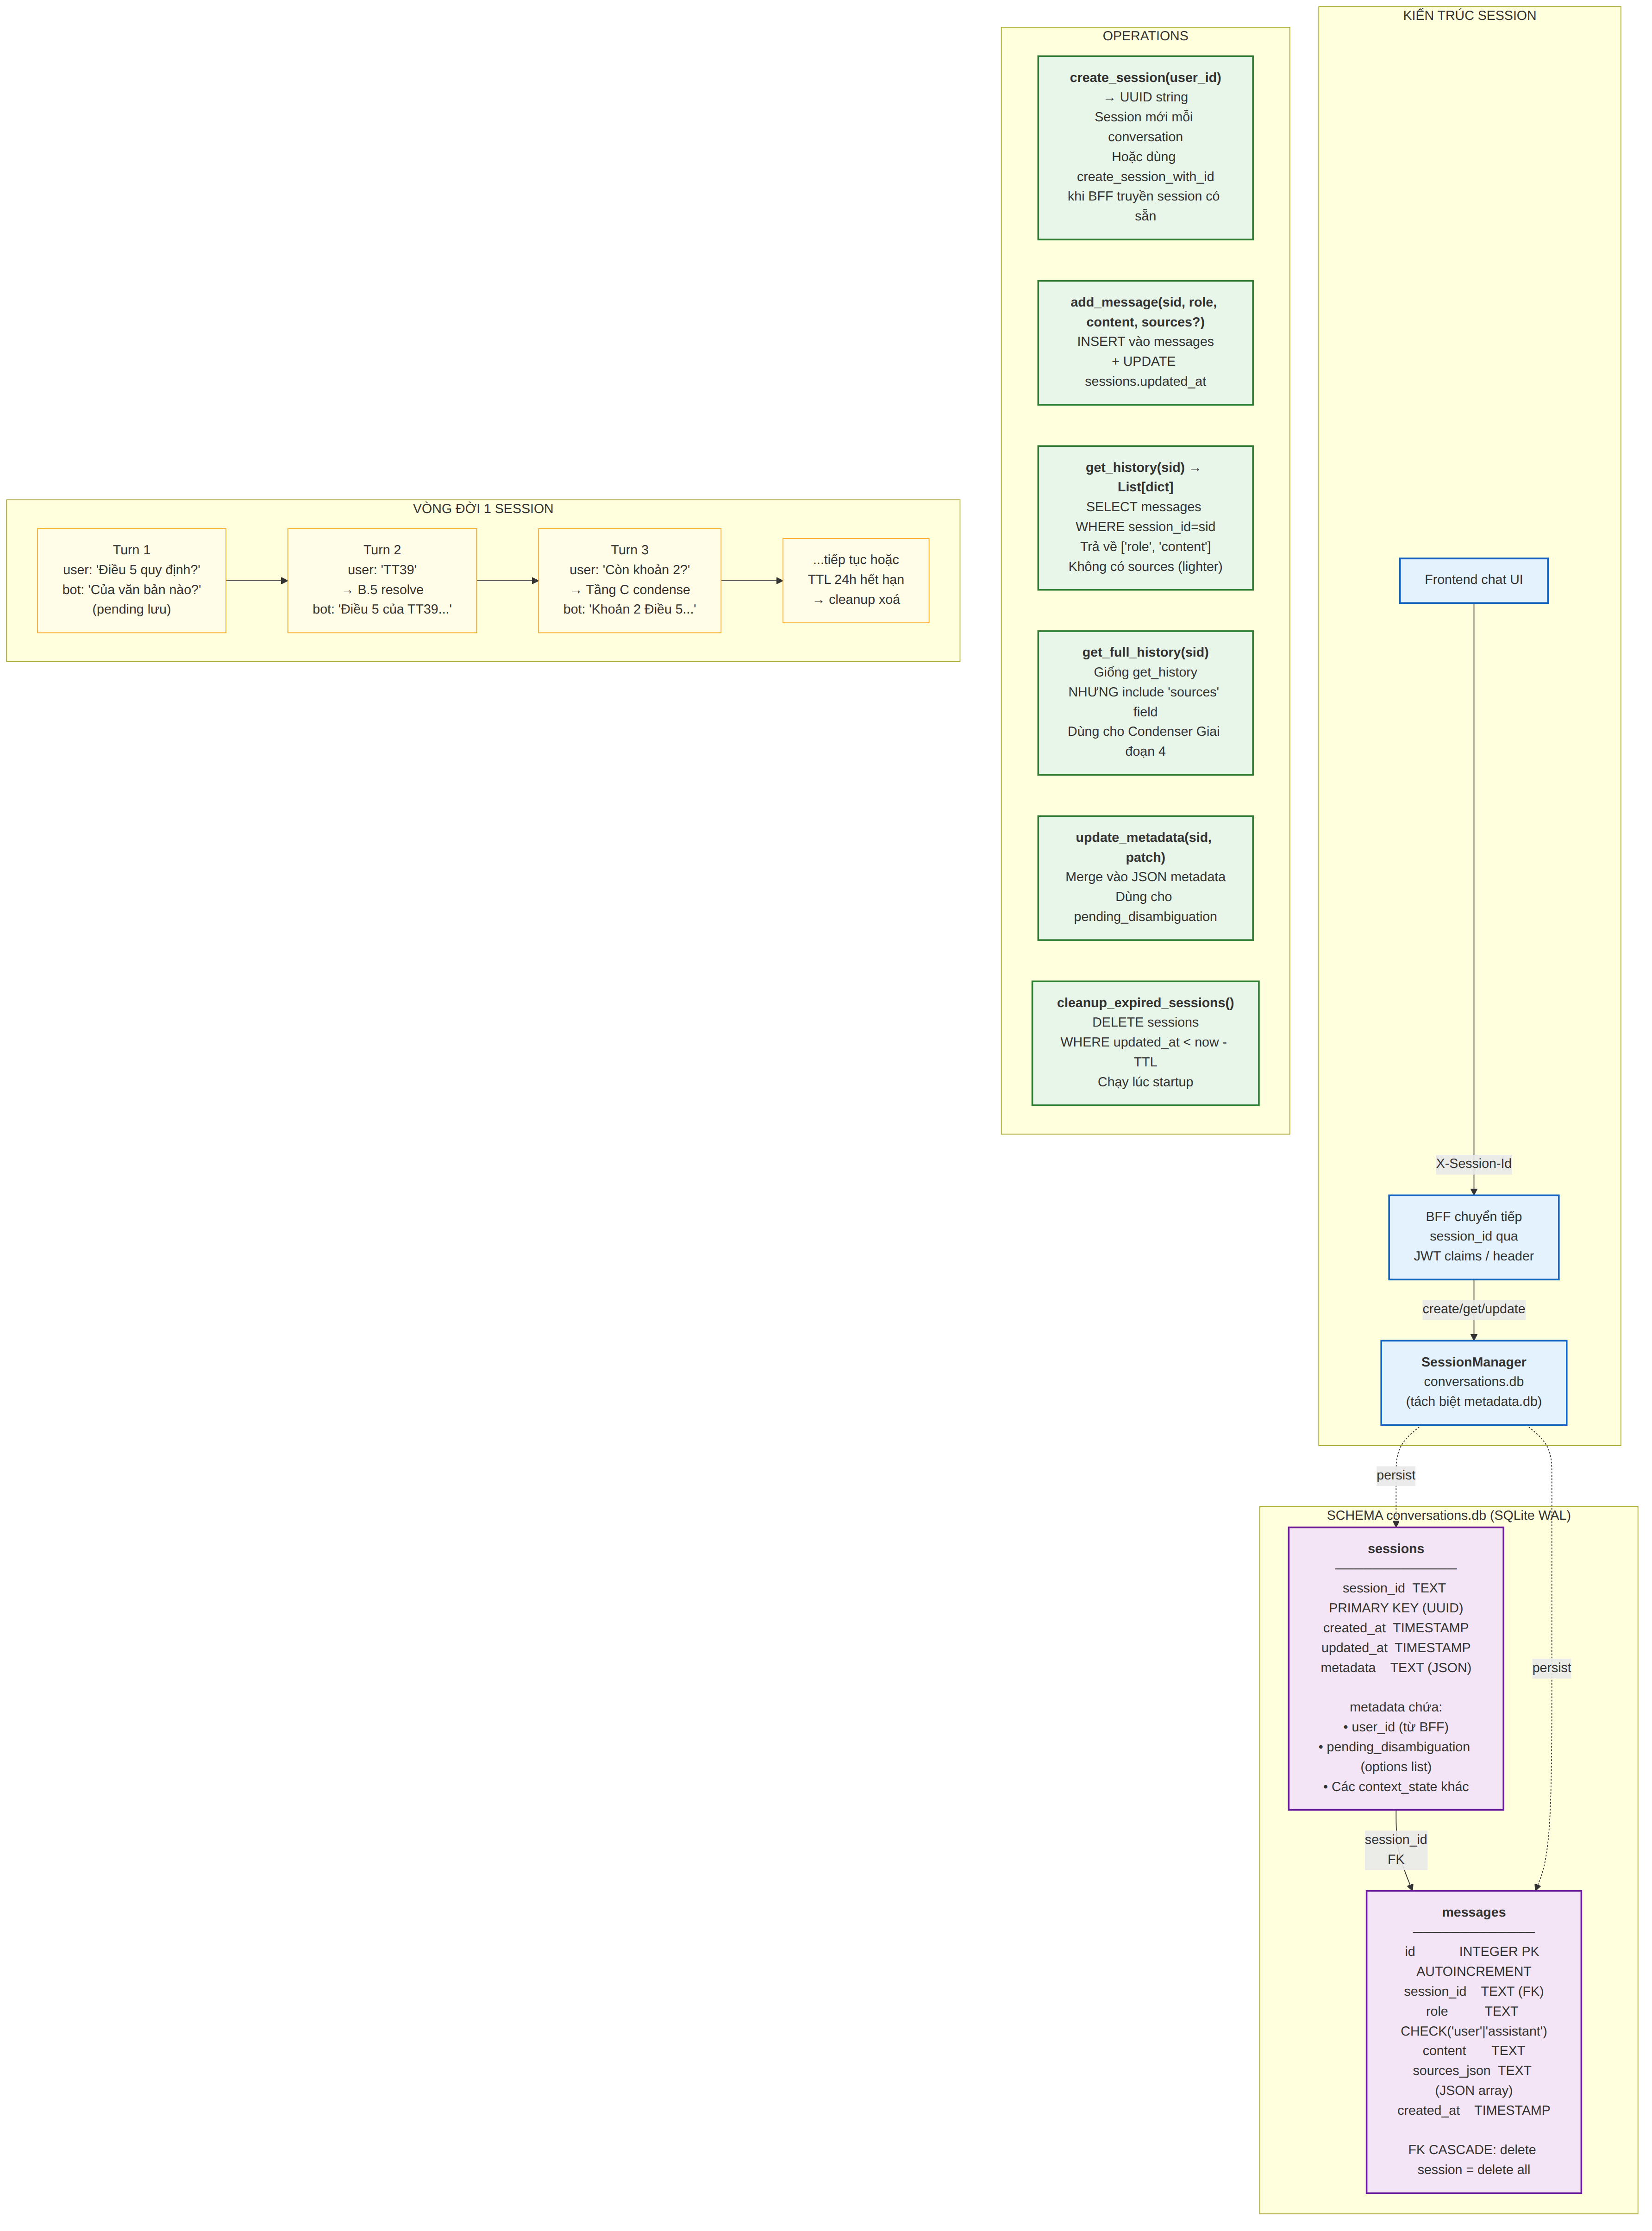 KIẾN TRÚC SESSION
Frontend chat UI
X-Session-Id
BFF chuyển tiếp
session_id qua
JWT claims / header
create/get/update
SessionManager
conversations.db
(tách biệt metadata.db)
persist
persist
OPERATIONS
create_session(user_id)
→ UUID string
Session mới mỗi
conversation
Hoặc dùng
create_session_with_id
khi BFF truyền session có
sẵn
add_message(sid, role,
content, sources?)
INSERT vào messages
+ UPDATE
sessions.updated_at
get_history(sid) →
List[dict]
SELECT messages
WHERE session_id=sid
Trả về ['role', 'content']
Không có sources (lighter)
get_full_history(sid)
Giống get_history
NHƯNG include 'sources'
field
Dùng cho Condenser Giai
đoạn 4
update_metadata(sid,
patch)
Merge vào JSON metadata
Dùng cho
pending_disambiguation
cleanup_expired_sessions()
DELETE sessions
WHERE updated_at < now -
TTL
Chạy lúc startup
VÒNG ĐỜI 1 SESSION
Turn 1
user: 'Điều 5 quy định?'
bot: 'Của văn bản nào?'
(pending lưu)
Turn 2
user: 'TT39'
→ B.5 resolve
bot: 'Điều 5 của TT39...'
Turn 3
user: 'Còn khoản 2?'
→ Tầng C condense
bot: 'Khoản 2 Điều 5...'
...tiếp tục hoặc
TTL 24h hết hạn
→ cleanup xoá
SCHEMA conversations.db (SQLite WAL)
sessions
session_id TEXT
PRIMARY KEY (UUID)
created_at TIMESTAMP
updated_at TIMESTAMP
metadata TEXT (JSON)
metadata chứa:
• user_id (từ BFF)
• pending_disambiguation
(options list)
• Các context_state khác
session_id
FK
messages
id INTEGER PK
AUTOINCREMENT
session_id TEXT (FK)
role TEXT
CHECK('user'|'assistant')
content TEXT
sources_json TEXT
(JSON array)
created_at TIMESTAMP
FK CASCADE: delete
session = delete all